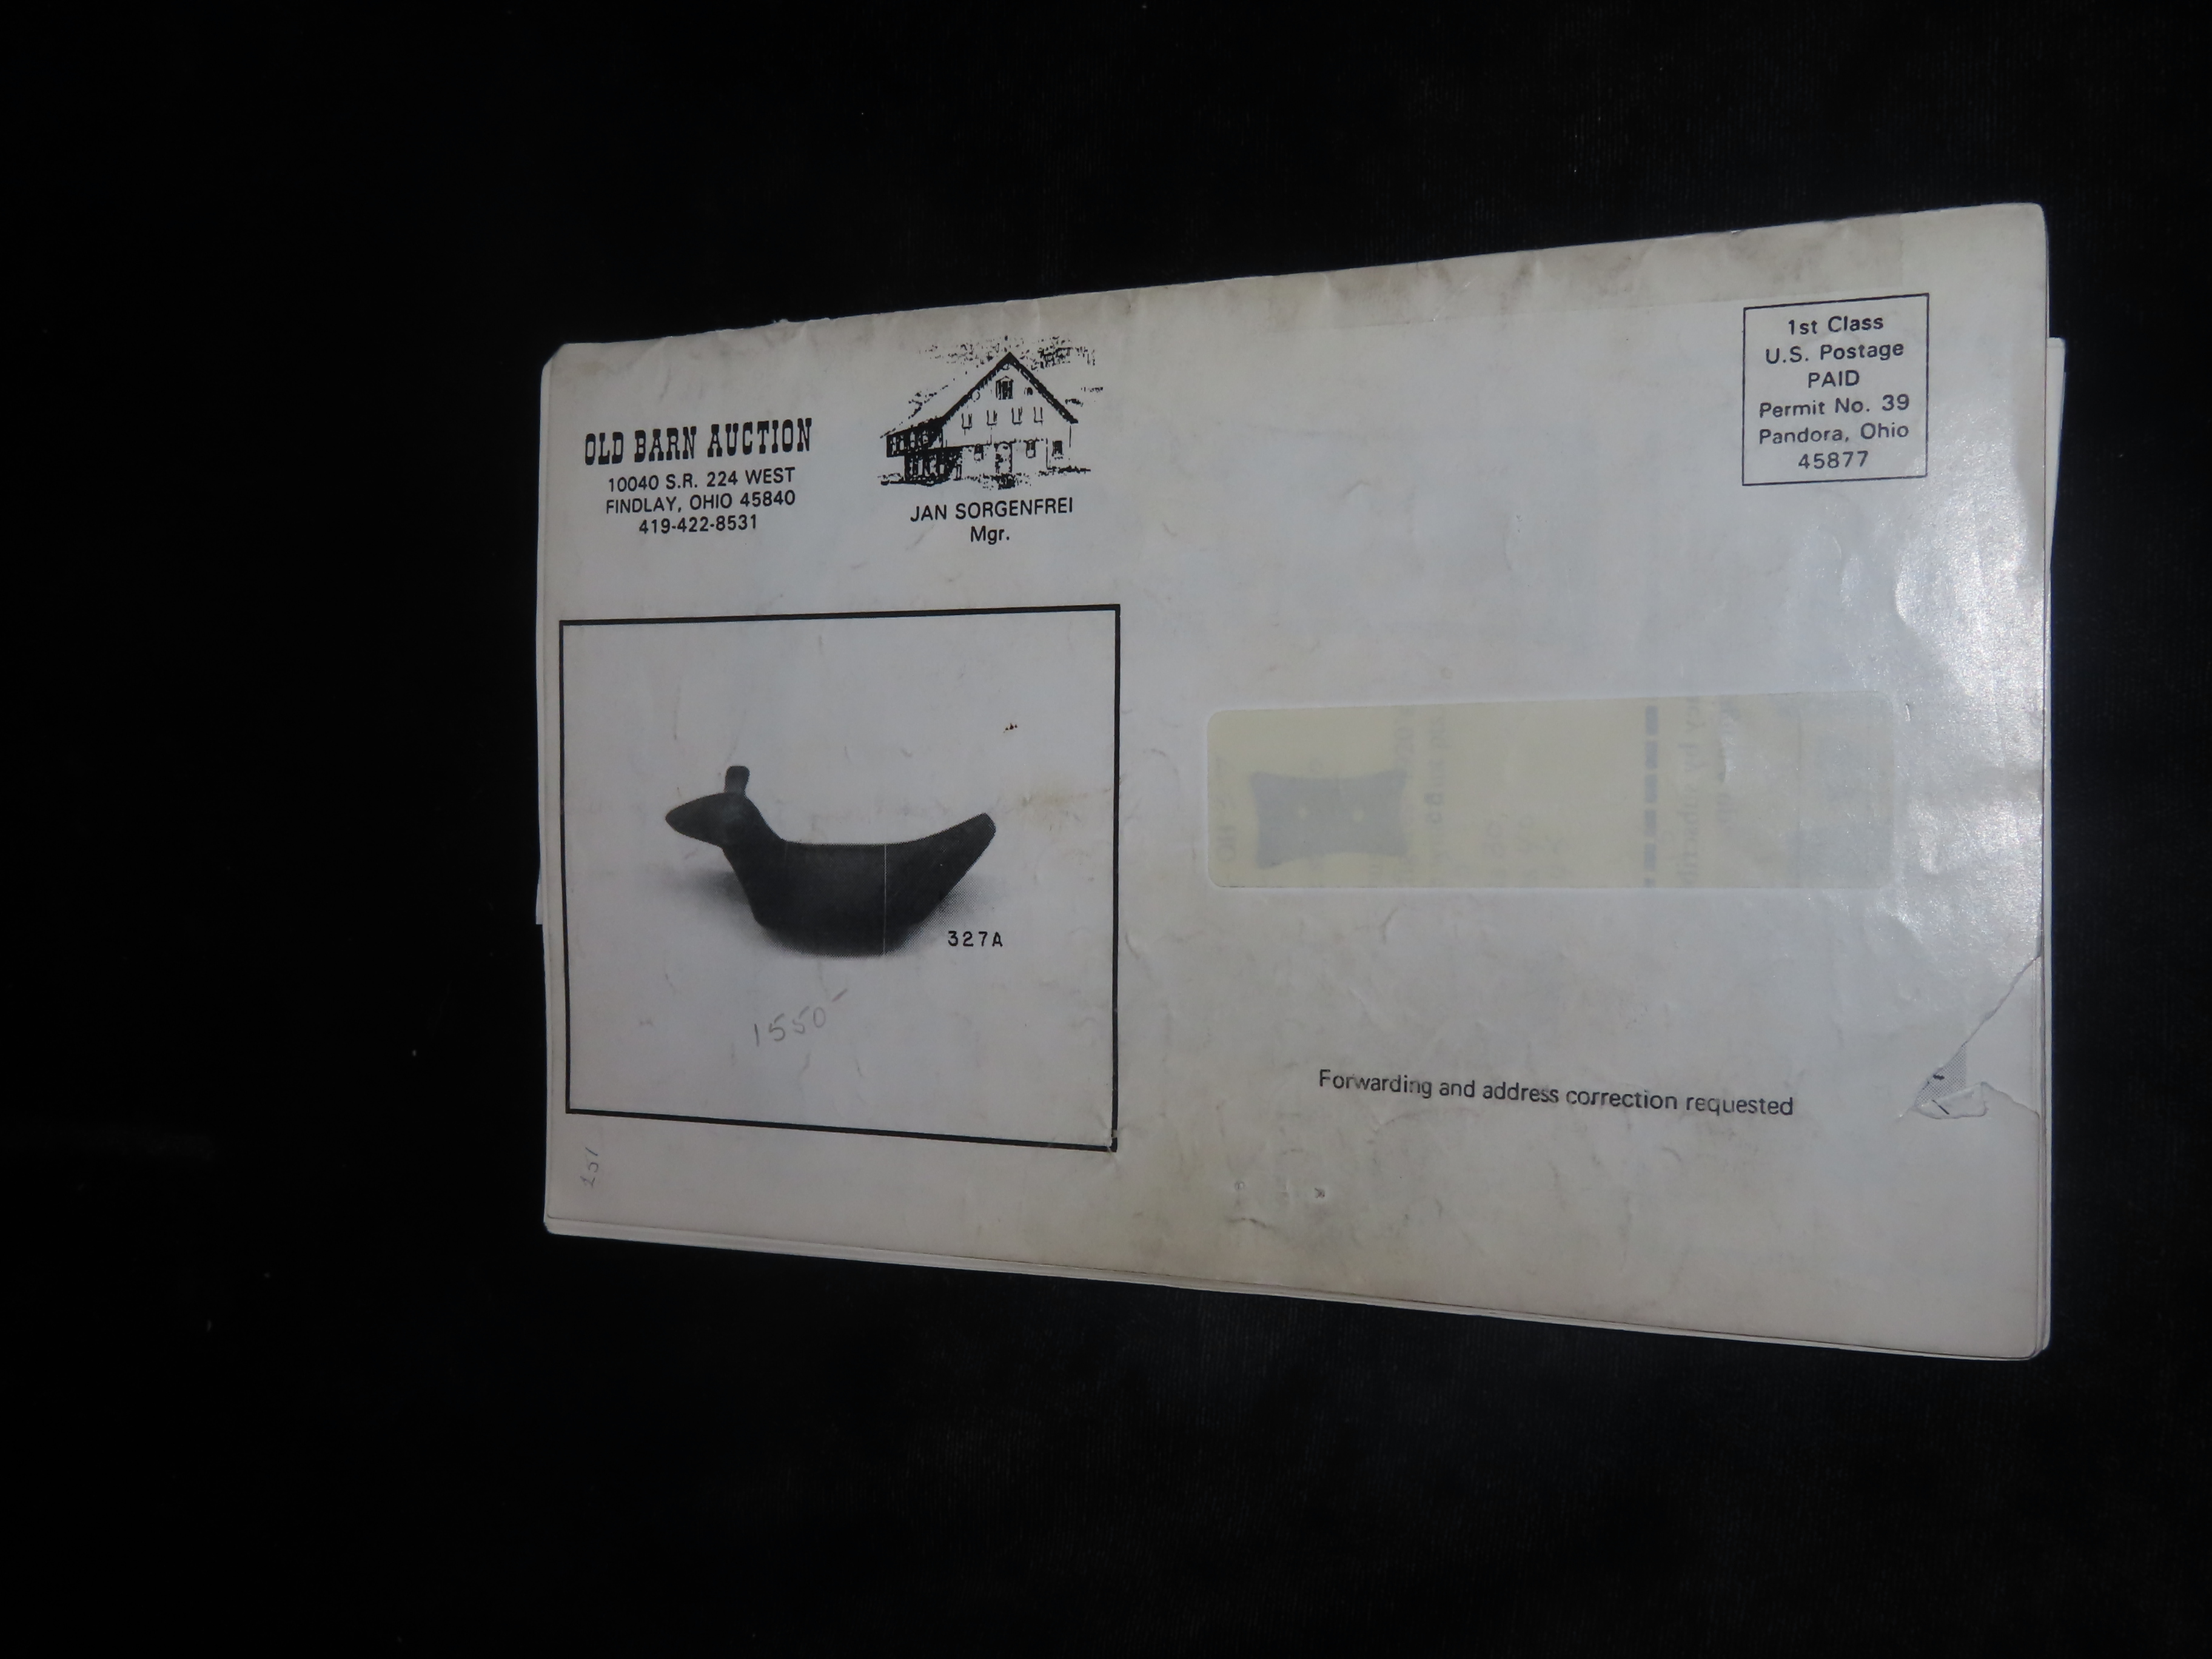 OLD BARN AUCTION
10040 S.R. 224 WEST
FINDLAY, OHIO 45840
419-422-8531
JAN SORGENFREI
Mgr.
1st Class
U.S. Postage
PAID
Permit No. 39
Pandora, Ohio
45877
327A
1550
Forwarding and address correction requested
251